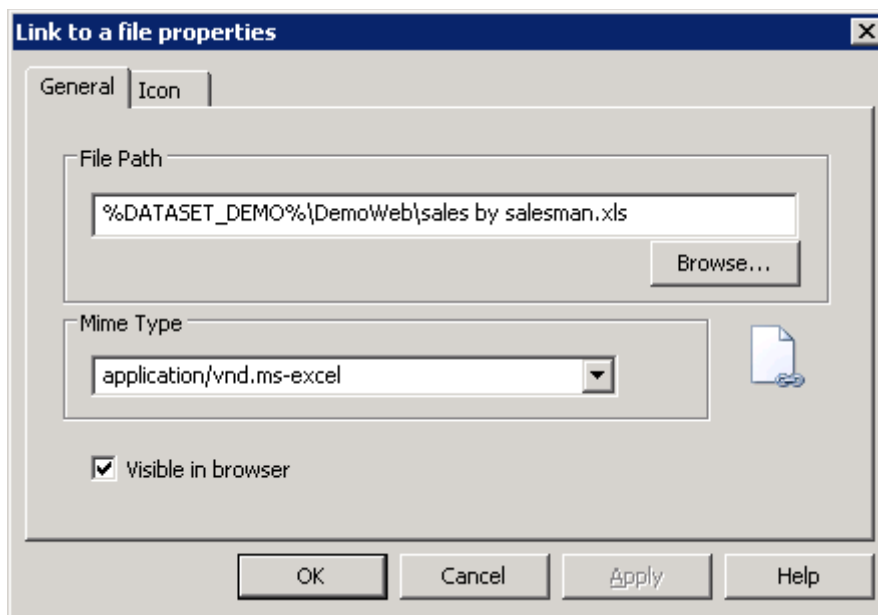 Link to a file properties
General Icon
File Path
%DATASET_DEMO%\DemoWeb\sales by salesman.xls
Browse...
Mime Type
application/vnd.ms-excel
Visible in browser
OK Cancel Apply Help